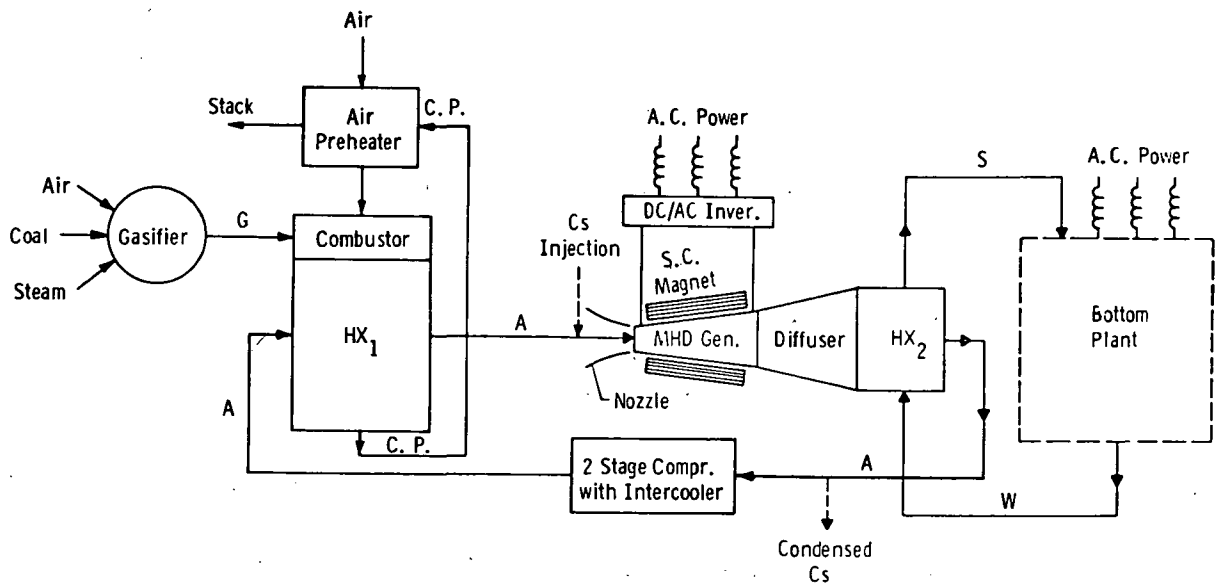 Air
Stack
Air
Preheater
C. P.
A.C. Power
S
A.C. Power
Air
Coal
Steam
Gasifier
G
Combustor
Cs
Injection
DC/AC Inver.
S.C.
Magnet
HX1
A
MHD Gen.
Diffuser
HX2
Bottom
Plant
Nozzle
A
C. P.
2 Stage Compr.
with Intercooler
A
W
Condensed
Cs